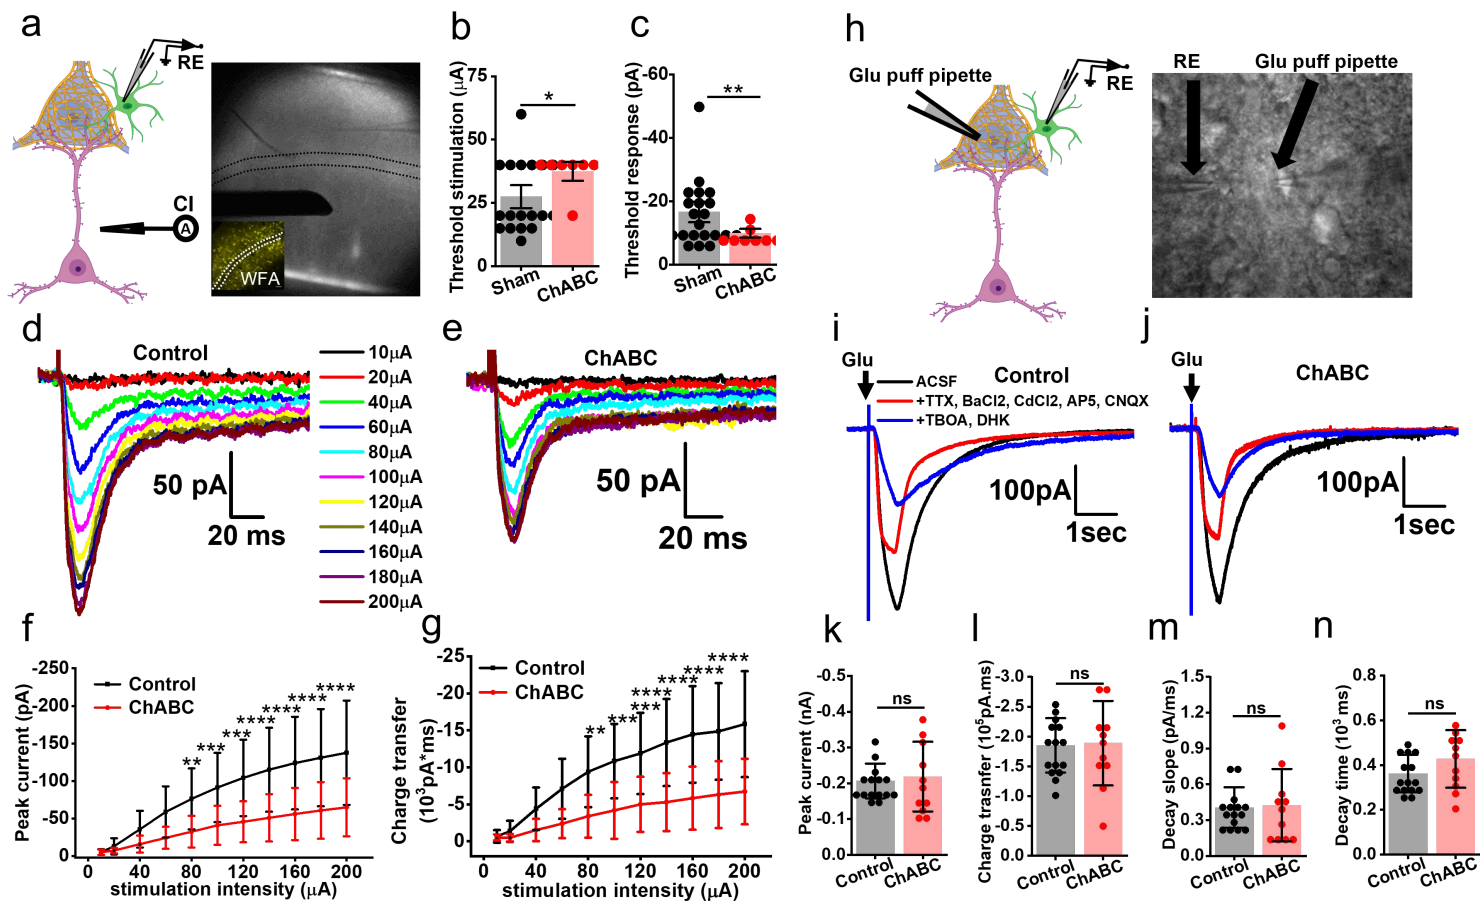 a
RE
CI
A
WFA
b
Threshold stimulation (μA)
75
50
25
0
*
Sham
ChABC
c
Threshold response (pA)
-60
-40
-20
0
**
Sham
ChABC
h
Glu puff pipette
RE
RE
Glu puff pipette
d
Control
50 pA
20 ms
10μA
20μA
40μA
60μA
80μA
100μA
120μA
140μA
160μA
180μA
200μA
e
ChABC
50 pA
20 ms
i
Glu
Control
ACSF
+TTX, BaCl2, CdCl2, AP5, CNQX
+TBOA, DHK
100pA
1sec
j
Glu
ChABC
100pA
1sec
f
Peak current (pA)
-250
-200
-150
-100
-50
0
Control
ChABC
**
***
***
****
****
****
****
0
40
80
120
160
200
stimulation intensity (μA)
g
Charge transfer
(10³pA*ms)
-25
-20
-15
-10
-5
0
Control
ChABC
**
***
****
****
****
****
****
0
40
80
120
160
200
stimulation intensity (μA)
k
Peak current (nA)
-0.5
-0.4
-0.3
-0.2
-0.1
0.0
ns
Control
ChABC
l
Charge trasnfer (10⁵pA.ms)
-3.0
-2.5
-2.0
-1.5
-1.0
-0.5
0.0
ns
Control
ChABC
m
Decay slope (pA/ms)
1.5
1.2
0.9
0.6
0.3
0.0
ns
Control
ChABC
n
Decay time (10³ ms)
0.8
0.6
0.4
0.2
0.0
ns
Control
ChABC